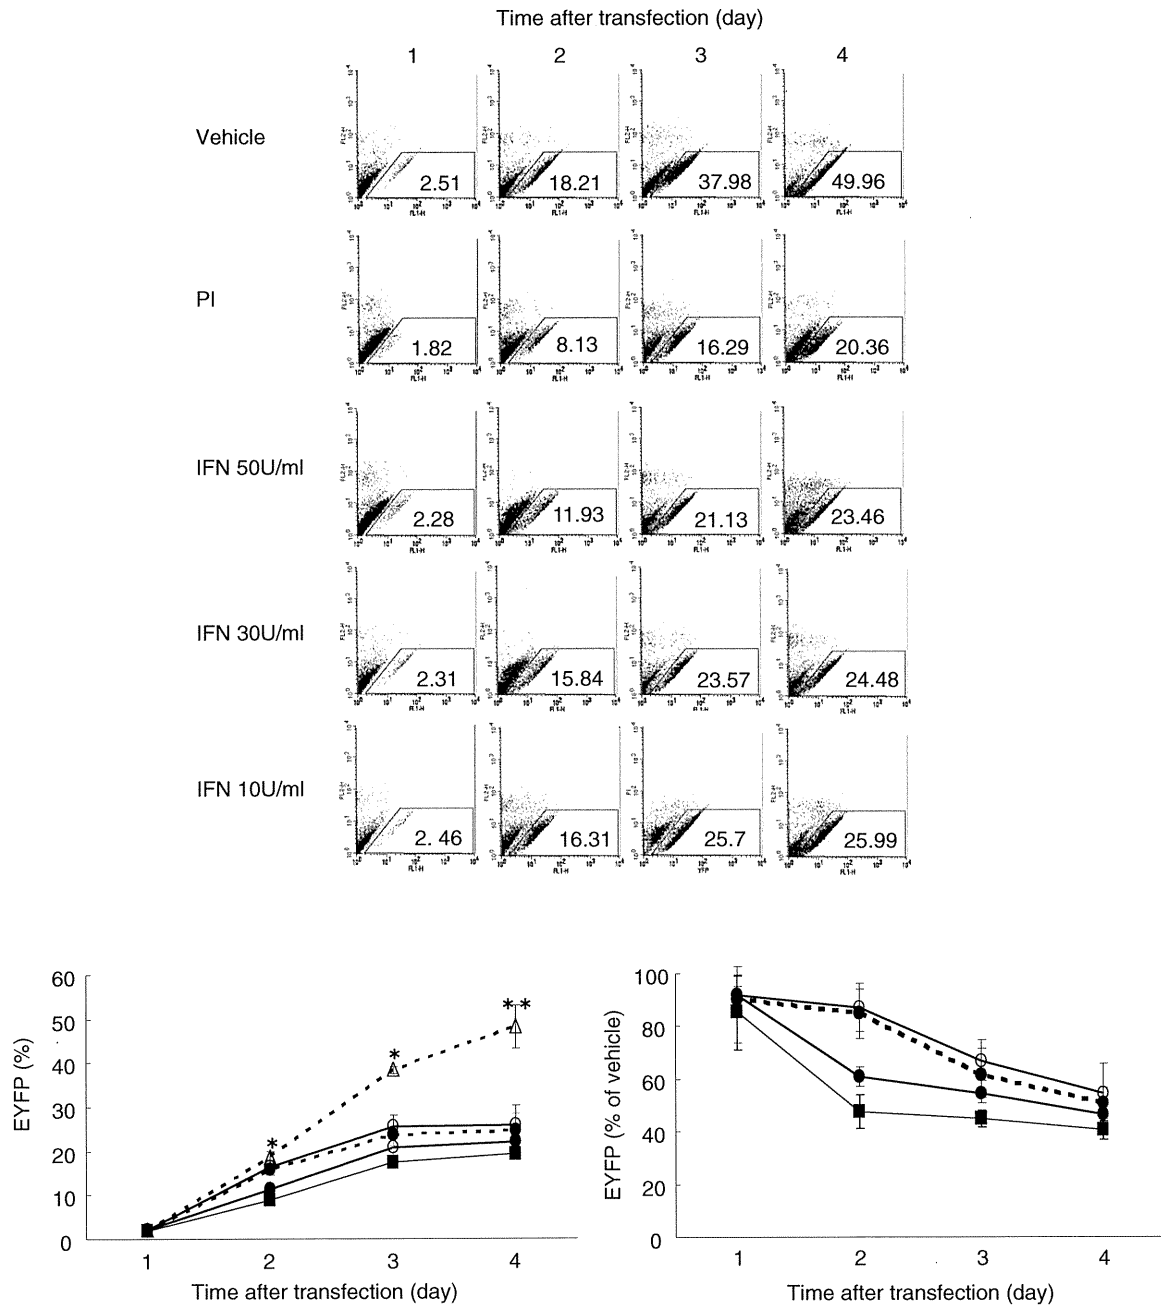 Time after transfection (day)
1 2 3 4
Vehicle
2.51 18.21 37.98 49.96
PI
1.82 8.13 16.29 20.36
IFN 50U/ml
2.28 11.93 21.13 23.46
IFN 30U/ml
2.31 15.84 23.57 24.48
IFN 10U/ml
2. 46 16.31 25.7 25.99
FL2-H
FL1-H
YFP
60
50
40
30
20
10
0
EYFP (%)
*
*
**
1 2 3 4
Time after transfection (day)
100
80
60
40
20
0
EYFP (% of vehicle)
1 2 3 4
Time after transfection (day)